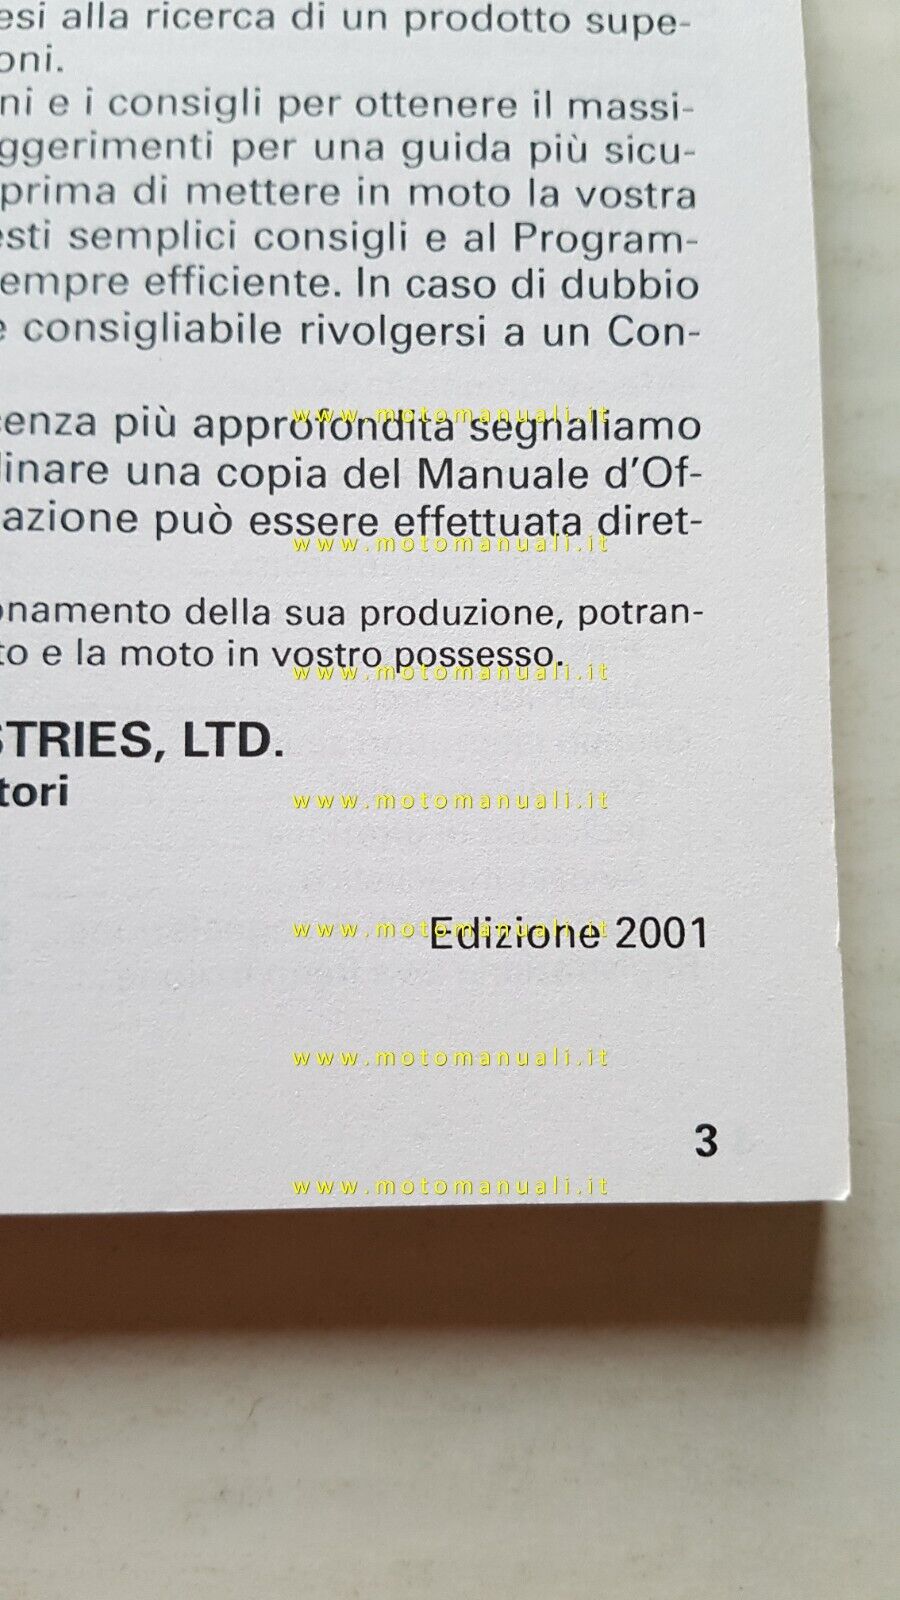 esi alla ricerca di un prodotto supe-
oni.
ni e i consigli per ottenere il massi-
ggerimenti per una guida più sicu-
prima di mettere in moto la vostra
esti semplici consigli e al Program-
empre efficiente. In caso di dubbio
è consigliabile rivolgersi a un Con-
cenza più approfondita segnaliamo
www.motomanuali.it
dinare una copia del Manuale d'Of-
azione può essere effettuata diret-
www.motomanuali.it
onamento della sua produzione, potran-
to e la moto in vostro possesso.
www.motomanuali.it
STRIES, LTD.
tori
www.motomanuali.it
www.motomanuali.it
Edizione 2001
www.motomanuali.it
3
www.motomanuali.it